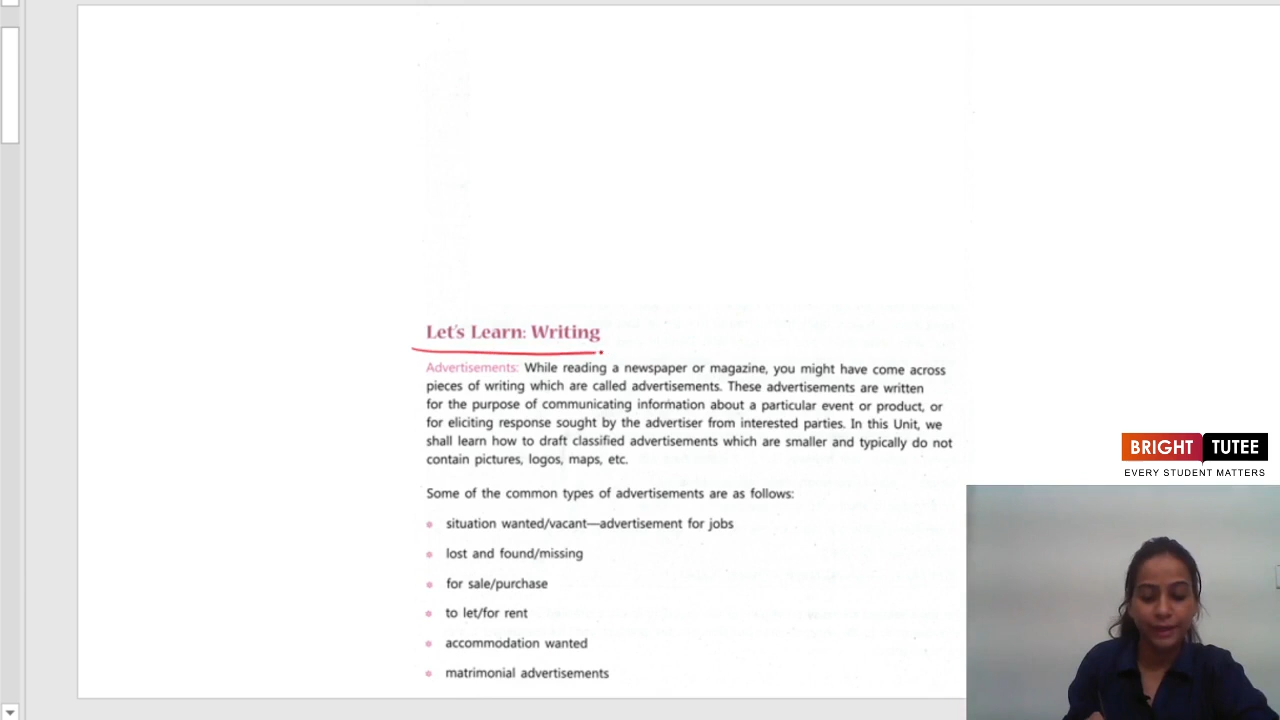 Let's Learn: Writing
Advertisements: While reading a newspaper or magazine, you might have come across
pieces of writing which are called advertisements. These advertisements are written
for the purpose of communicating information about a particular event or product, or
for eliciting response sought by the advertiser from interested parties. In this Unit, we
shall learn how to draft classified advertisements which are smaller and typically do not
contain pictures, logos, maps, etc.
Some of the common types of advertisements are as follows:
situation wanted/vacant—advertisement for jobs
lost and found/missing
for sale/purchase
to let/for rent
accommodation wanted
matrimonial advertisements
BRIGHT TUTEE
EVERY STUDENT MATTERS